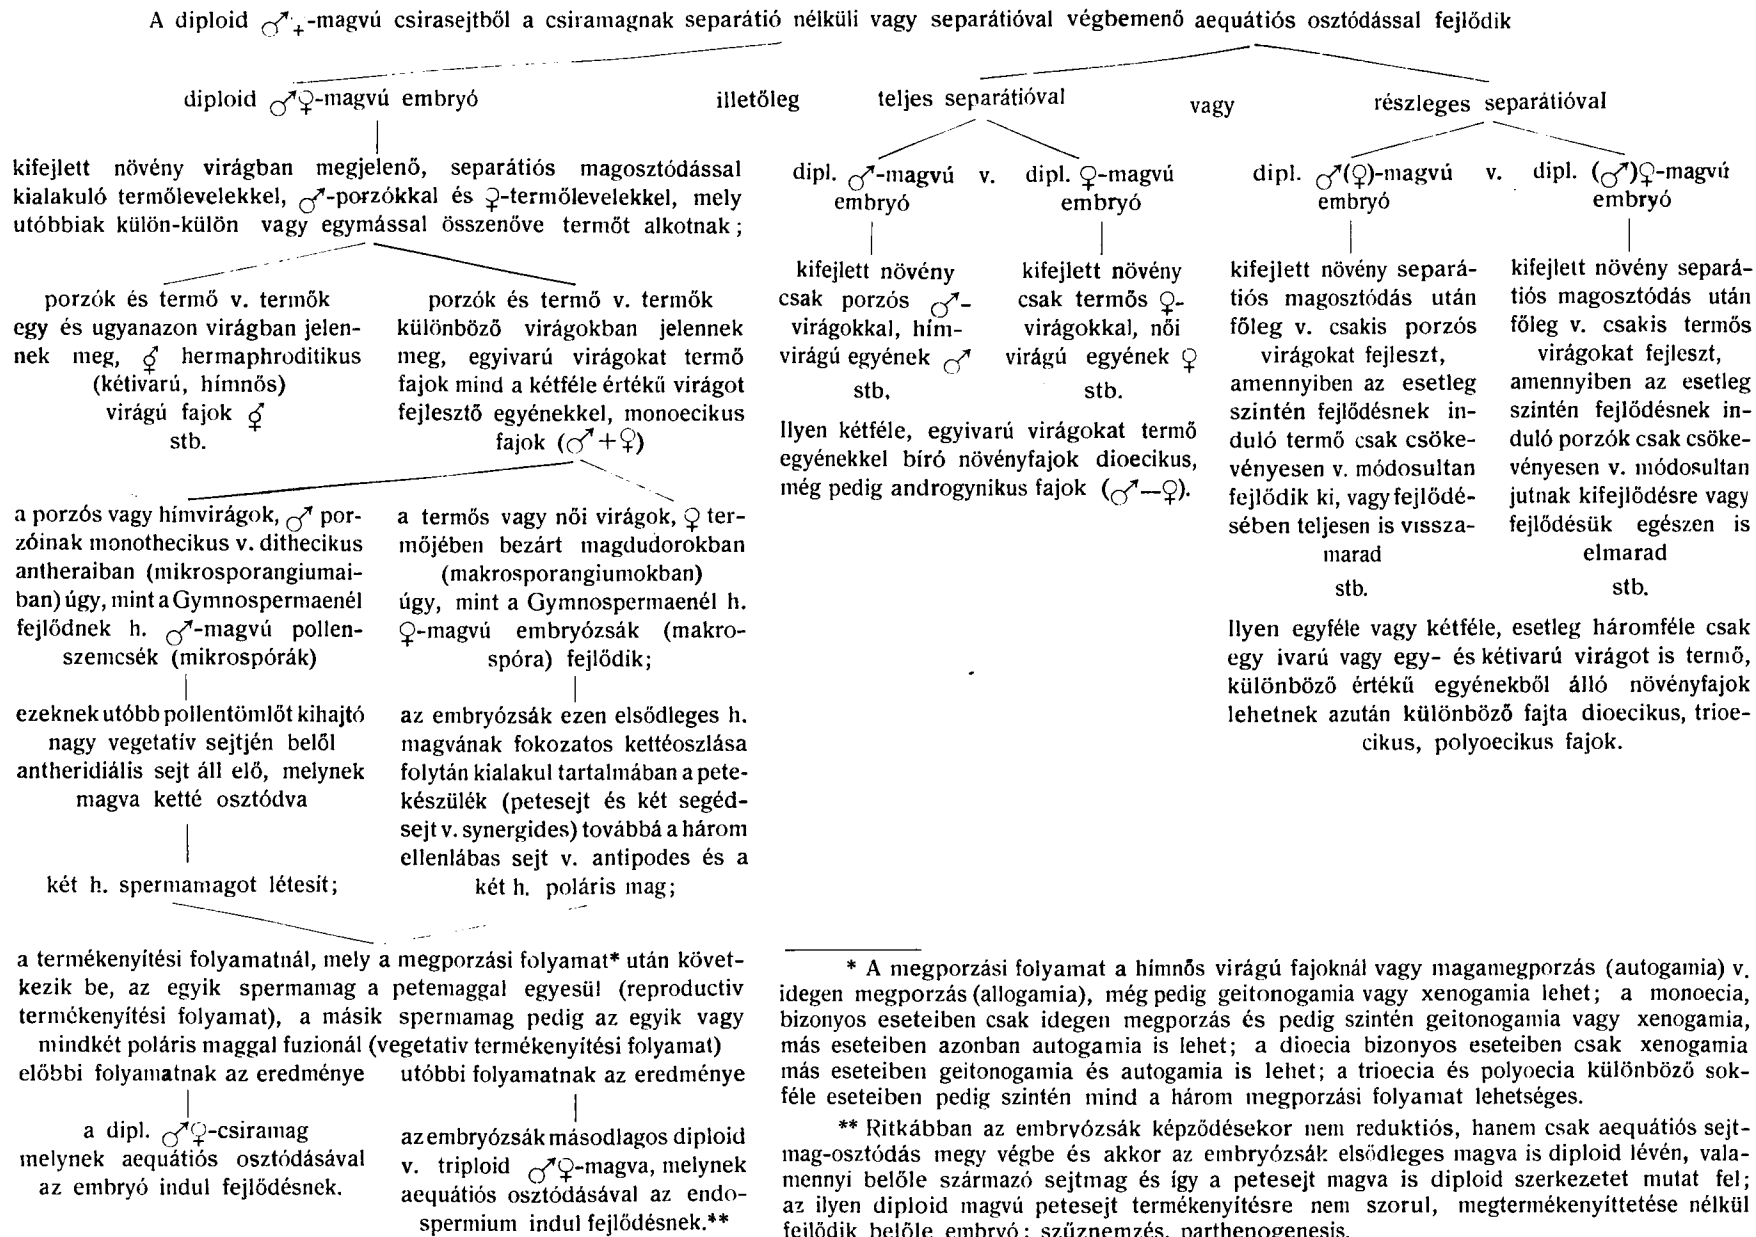 A diploid ♂♀-magvú csirasejtből a csiramagnak separátió nélküli vagy separátióval végbemenő aequátiós osztódással fejlődik
diploid ♂♀-magvú embryó
illetőleg
teljes separátióval
vagy
részleges separátióval
kifejlett növény virágban megjelenő, separátiós magosztódással
kialakuló termőlevelekkel, ♂-porzókkal és ♀-termőlevelekkel, mely
utóbbiak külön-külön vagy egymással összenőve termőt alkotnak;
porzók és termő v. termők
egy és ugyanazon virágban jelen-
nek meg, ⚥ hermaphroditikus
(kétivarú, hímnős)
virágú fajok ⚥
stb.
porzók és termő v. termők
különböző virágokban jelennek
meg, egyivarú virágokat termő
fajok mind a kétféle értékű virágot
fejlesztő egyénekkel, monoecikus
fajok (♂+♀)
a porzós vagy hímvirágok, ♂ por-
zóinak monothecikus v. dithecikus
antheraiban (mikrosporangiumai-
ban) úgy, mint a Gymnospermaenél
fejlődnek h. ♂-magvú pollen-
szemcsék (mikrospórák)
ezeknek utóbb pollentömlőt kihajtó
nagy vegetatív sejtjén belől
antheridiális sejt áll elő, melynek
magva ketté osztódva
két h. spermamagot létesít;
a termős vagy női virágok, ♀ ter-
mőjében bezárt magdudorokban
(makrosporangiumokban)
úgy, mint a Gymnospermaenél h.
♀-magvú embryózsák (makro-
spóra) fejlődik;
az embryózsák ezen elsődleges h.
magvának fokozatos kettéoszlása
folytán kialakul tartalmában a pete-
készülék (petesejt és két segéd-
sejt v. synergides) továbbá a három
ellenlábas sejt v. antipodes és a
két h. poláris mag;
a termékenyítési folyamatnál, mely a megporzási folyamat* után követ-
kezik be, az egyik spermamag a petemaggal egyesül (reproductiv
termékenyítési folyamat), a másik spermamag pedig az egyik vagy
mindkét poláris maggal fuzionál (vegetativ termékenyítési folyamat)
előbbi folyamatnak az eredménye
a dipl. ♂♀-csiramag
melynek aequátiós osztódásával
az embryó indul fejlődésnek.
utóbbi folyamatnak az eredménye
az embryózsák másodlagos diploid
v. triploid ♂♀-magva, melynek
aequátiós osztódásával az endo-
spermium indul fejlődésnek.**
dipl. ♂-magvú v.
embryó
kifejlett növény
csak porzós ♂-
virágokkal, hím-
virágú egyének ♂
stb.
dipl. ♀-magvú
embryó
kifejlett növény
csak termős ♀-
virágokkal, női
virágú egyének ♀
stb.
Ilyen kétféle, egyivarú virágokat termő
egyénekkel bíró növényfajok dioecikus,
még pedig androgynikus fajok (♂—♀).
dipl. ♂(♀)-magvú v.
embryó
kifejlett növény separá-
tiós magosztódás után
főleg v. csakis porzós
virágokat fejleszt,
amennyiben az esetleg
szintén fejlődésnek in-
duló termő csak csöke-
vényesen v. módosultan
fejlődik ki, vagy fejlődé-
sében teljesen is vissza-
marad
stb.
dipl. (♂)♀-magvú
embryó
kifejlett növény separá-
tiós magosztódás után
főleg v. csakis termős
virágokat fejleszt,
amennyiben az esetleg
szintén fejlődésnek in-
duló porzók csak csöke-
vényesen v. módosultan
jutnak kifejlődésre vagy
fejlődésük egészen is
elmarad
stb.
Ilyen egyféle vagy kétféle, esetleg háromféle csak
egy ivarú vagy egy- és kétivarú virágot is termő,
különböző értékű egyénekből álló növényfajok
lehetnek azután különböző fajta dioecikus, trioe-
cikus, polyoecikus fajok.
* A megporzási folyamat a hímnős virágú fajoknál vagy magamegporzás (autogamia) v.
idegen megporzás (allogamia), még pedig geitonogamia vagy xenogamia lehet; a monoecia,
bizonyos eseteiben csak idegen megporzás és pedig szintén geitonogamia vagy xenogamia,
más eseteiben azonban autogamia is lehet; a dioecia bizonyos eseteiben csak xenogamia
más eseteiben geitonogamia és autogamia is lehet; a trioecia és polyoecia különböző sok-
féle eseteiben pedig szintén mind a három megporzási folyamat lehetséges.
** Ritkábban az embryózsák képződésekor nem reduktiós, hanem csak aequátiós sejt-
mag-osztódás megy végbe és akkor az embryózsák elsődleges magva is diploid lévén, vala-
mennyi belőle származó sejtmag és így a petesejt magva is diploid szerkezetet mutat fel;
az ilyen diploid magvú petesejt termékenyítésre nem szorul, megtermékenyíttetése nélkül
fejlődik belőle embryó: szűznemzés, parthenogenesis.